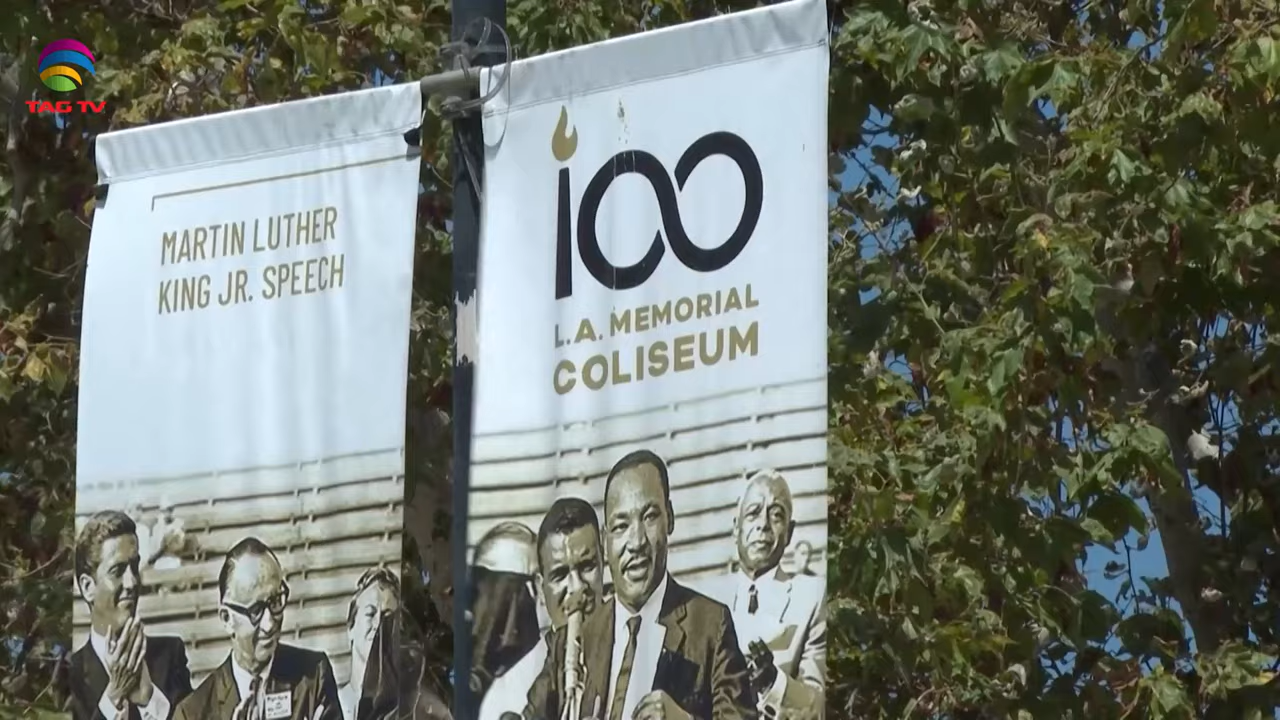 TAG TV
MARTIN LUTHER
KING JR. SPEECH
100
L.A. MEMORIAL
COLISEUM